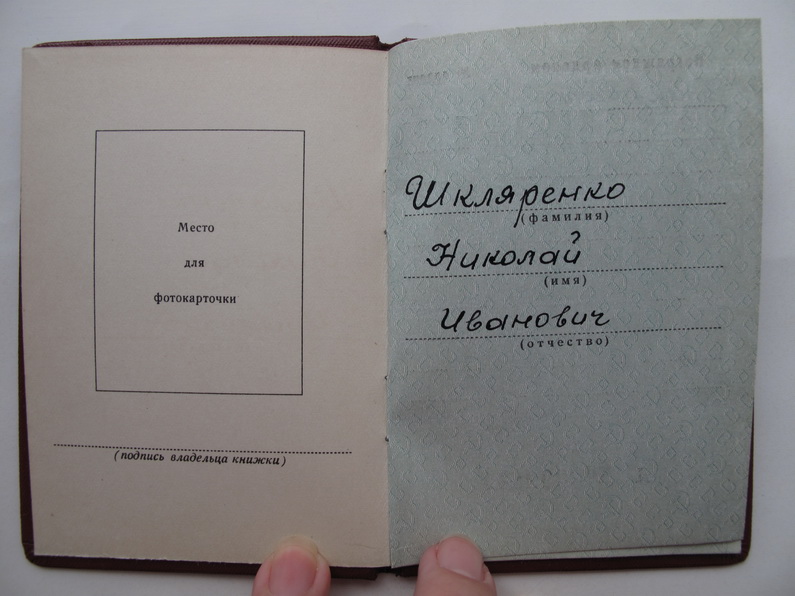 Место
для
фотокарточки
(подпись владельца книжки)
Шкляренко
(фамилия)
Николай
(имя)
Иванович
(отчество)